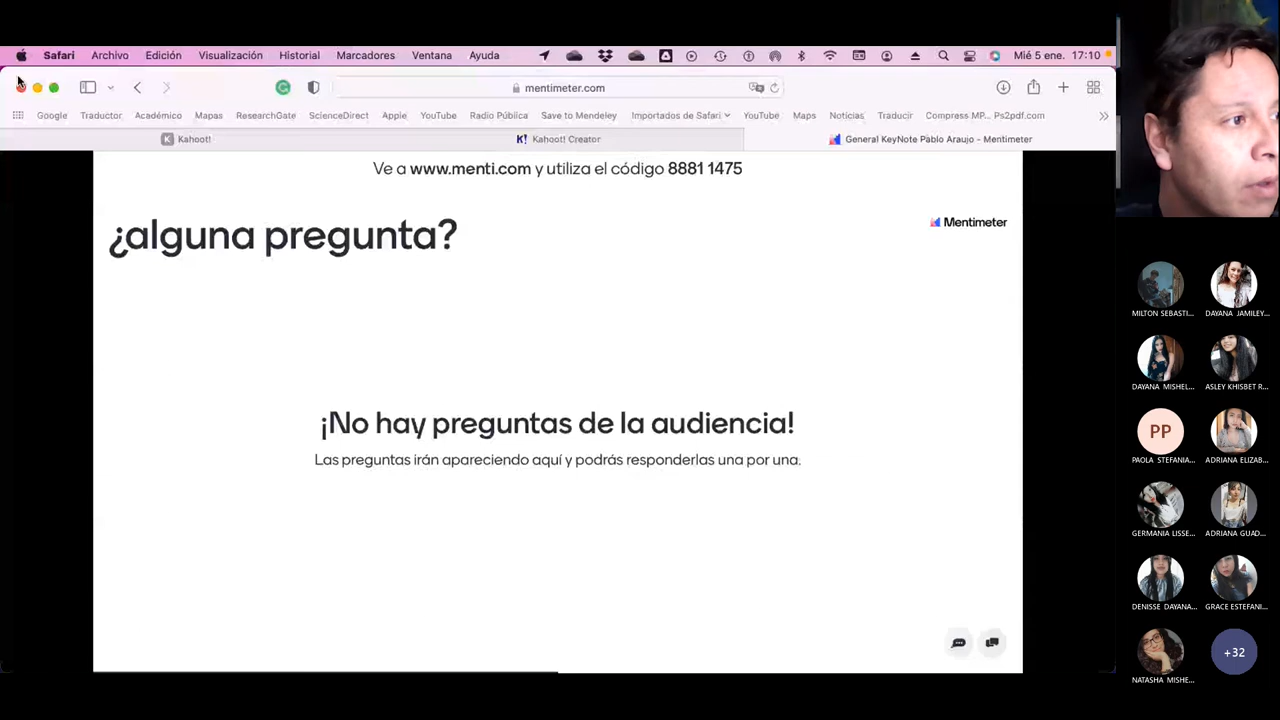 Safari Archivo Edición Visualización Historial Marcadores Ventana Ayuda Mié 5 ene. 17:10
mentimeter.com
Google Traductor Académico Mapas ResearchGate ScienceDirect Apple YouTube Radio Pública Save to Mendeley Importados de Safari YouTube Maps Noticias Traducir Compress MP... Ps2pdf.com
K Kahoot! K! Kahoot! Creator General KeyNote Pablo Araujo - Mentimeter
Ve a www.menti.com y utiliza el código 8881 1475
¿alguna pregunta?
Mentimeter
¡No hay preguntas de la audiencia!
Las preguntas irán apareciendo aquí y podrás responderlas una por una.
MILTON SEBASTI... DAYANA JAMILEY...
DAYANA MISHEL... ASLEY KHISBET R...
PP
PAOLA STEFANIA... ADRIANA ELIZAB...
GERMANIA LISSE... ADRIANA GUAD...
DENISSE DAYANA... GRACE ESTEFANI...
+32
NATASHA MISHE...